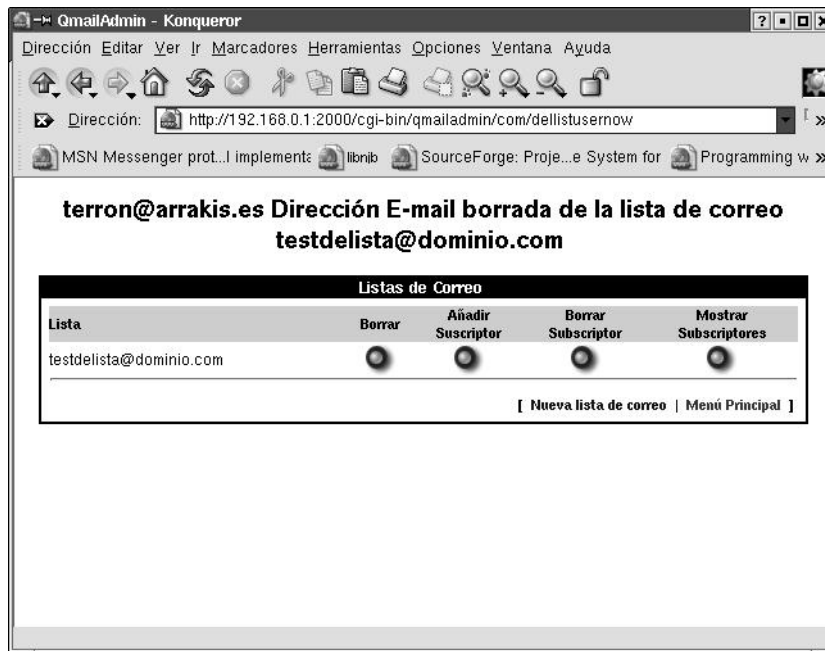 QmailAdmin - Konqueror
Dirección Editar Ver Ir Marcadores Herramientas Opciones Ventana Ayuda
Dirección: http://192.168.0.1:2000/cgi-bin/qmailadmin/com/dellistusernow
MSN Messenger prot...l implementa libnjb SourceForge: Proje...e System for Programming w
terron@arrakis.es Dirección E-mail borrada de la lista de correo
testdelista@dominio.com
Listas de Correo
Lista Borrar Añadir Suscriptor Borrar Subscriptor Mostrar Subscriptores
testdelista@dominio.com
[ Nueva lista de correo | Menú Principal ]